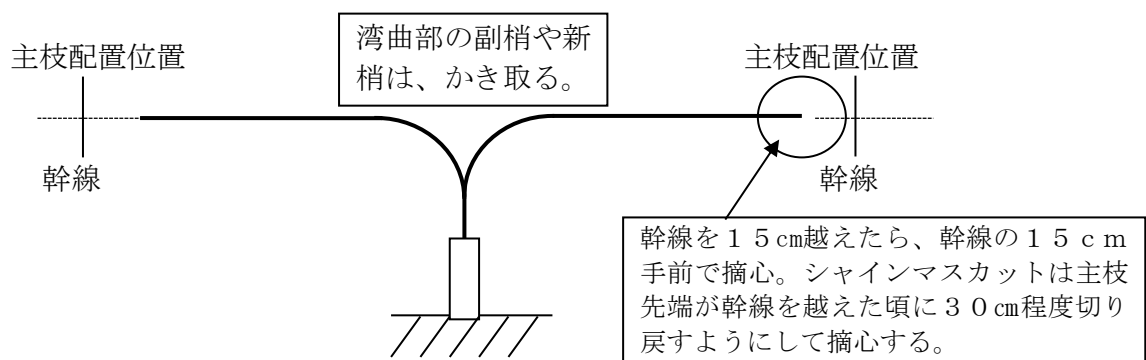 湾曲部の副梢や新
梢は、かき取る。
主枝配置位置
主枝配置位置
幹線
幹線
幹線を１５㎝越えたら、幹線の１５ｃｍ
手前で摘心。シャインマスカットは主枝
先端が幹線を越えた頃に３０㎝程度切り
戻すようにして摘心する。